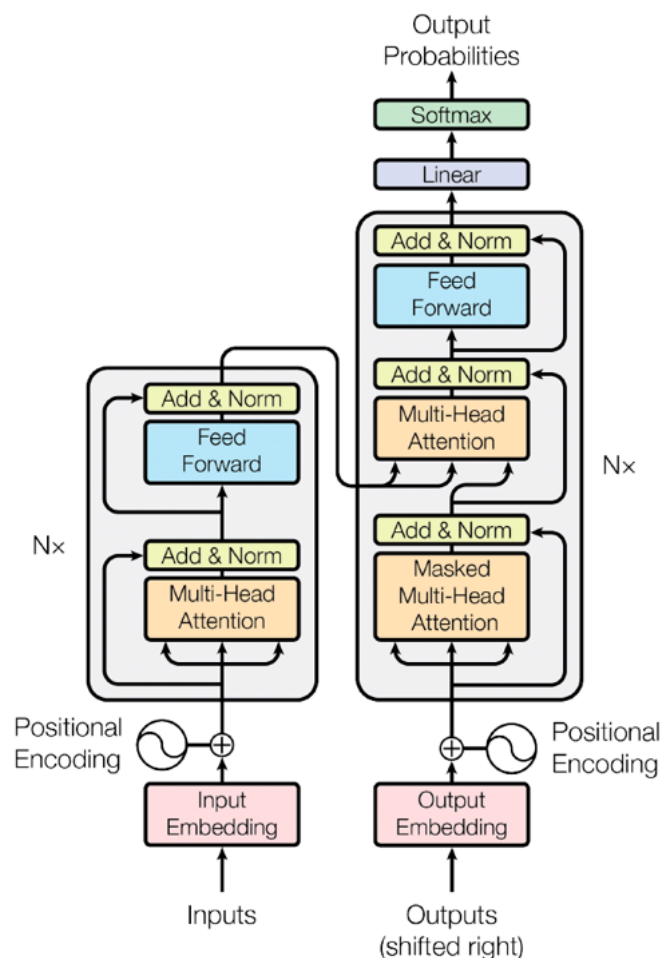 Output
Probabilities
Softmax
Linear
Add & Norm
Feed
Forward
Add & Norm
Multi-Head
Attention
Nx
Add & Norm
Masked
Multi-Head
Attention
Add & Norm
Feed
Forward
Nx
Add & Norm
Multi-Head
Attention
Positional
Encoding
Positional
Encoding
Input
Embedding
Output
Embedding
Inputs
Outputs
(shifted right)